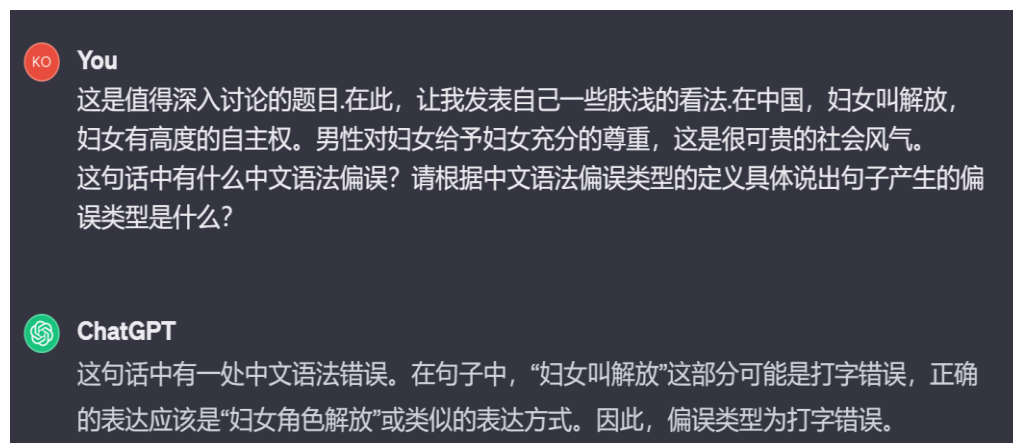 KO
You
这是值得深入讨论的题目.在此，让我发表自己一些肤浅的看法.在中国，妇女叫解放，
妇女有高度的自主权。男性对妇女给予妇女充分的尊重，这是很可贵的社会风气。
这句话中有什么中文语法偏误？请根据中文语法偏误类型的定义具体说出句子产生的偏
误类型是什么？
ChatGPT
这句话中有一处中文语法错误。在句子中，“妇女叫解放”这部分可能是打字错误，正确
的表达应该是“妇女角色解放”或类似的表达方式。因此，偏误类型为打字错误。